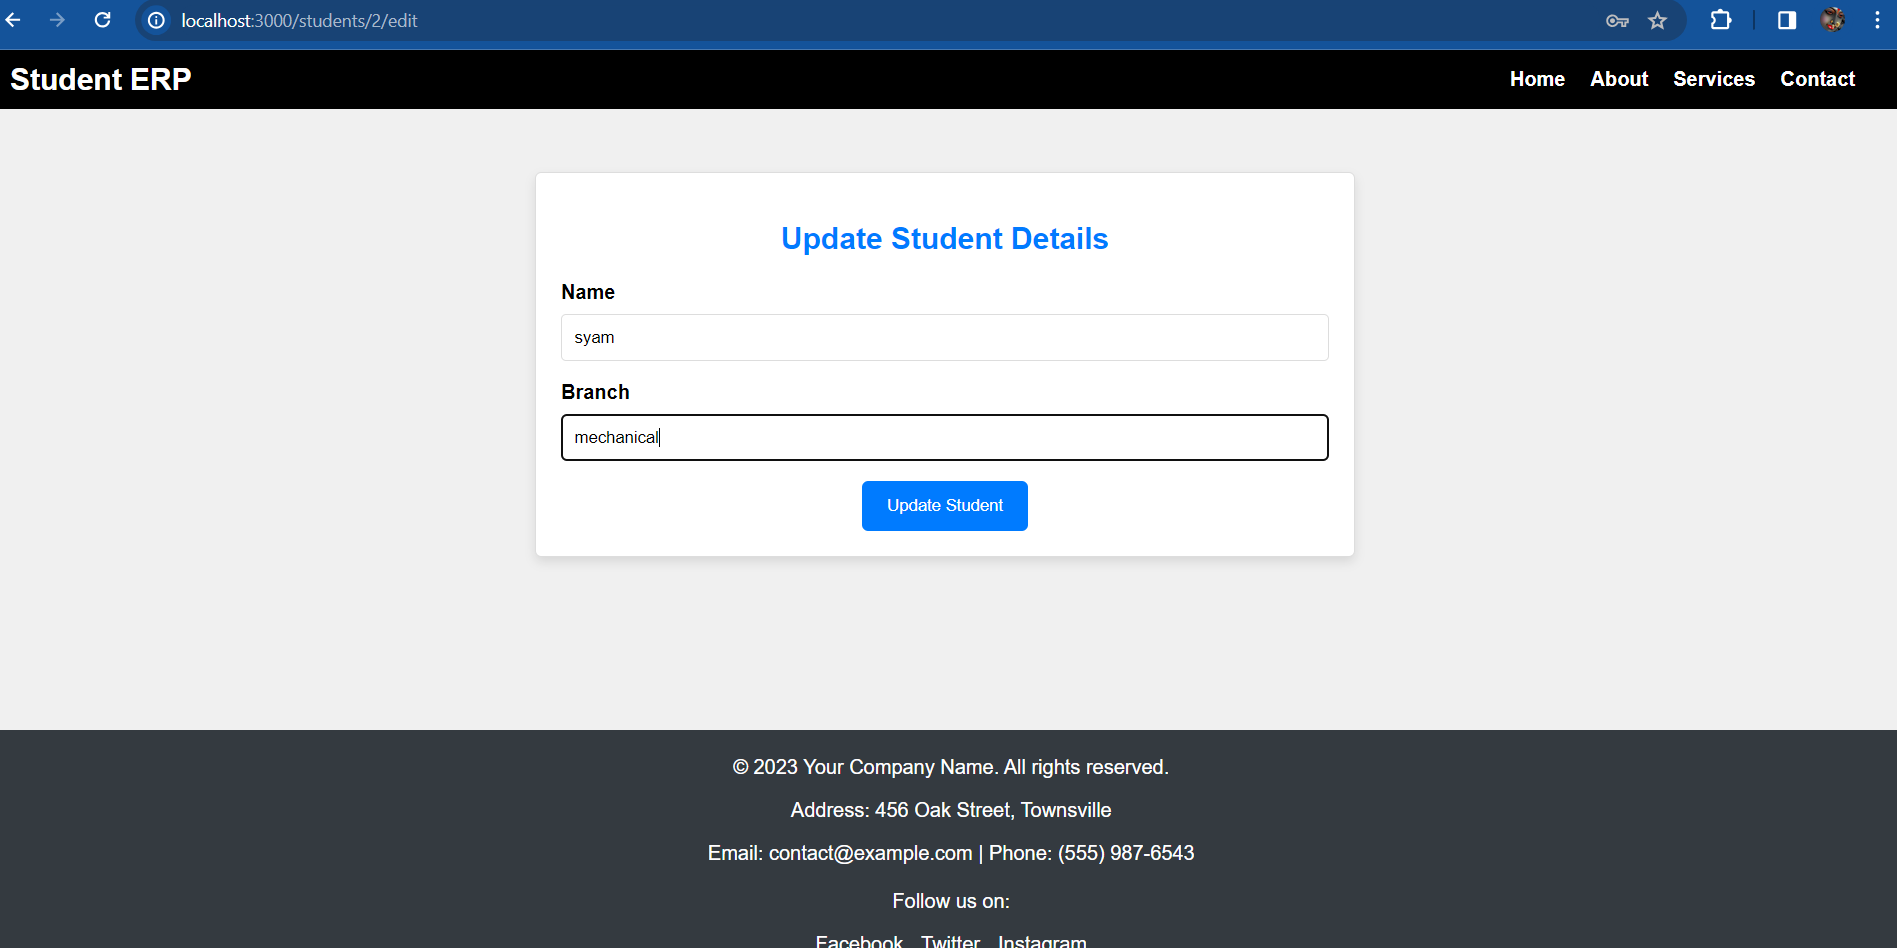 localhost:3000/students/2/edit
Student ERP
Home About Services Contact
Update Student Details
Name
syam
Branch
mechanical
Update Student
© 2023 Your Company Name. All rights reserved.
Address: 456 Oak Street, Townsville
Email: contact@example.com | Phone: (555) 987-6543
Follow us on:
Facebook Twitter Instagram